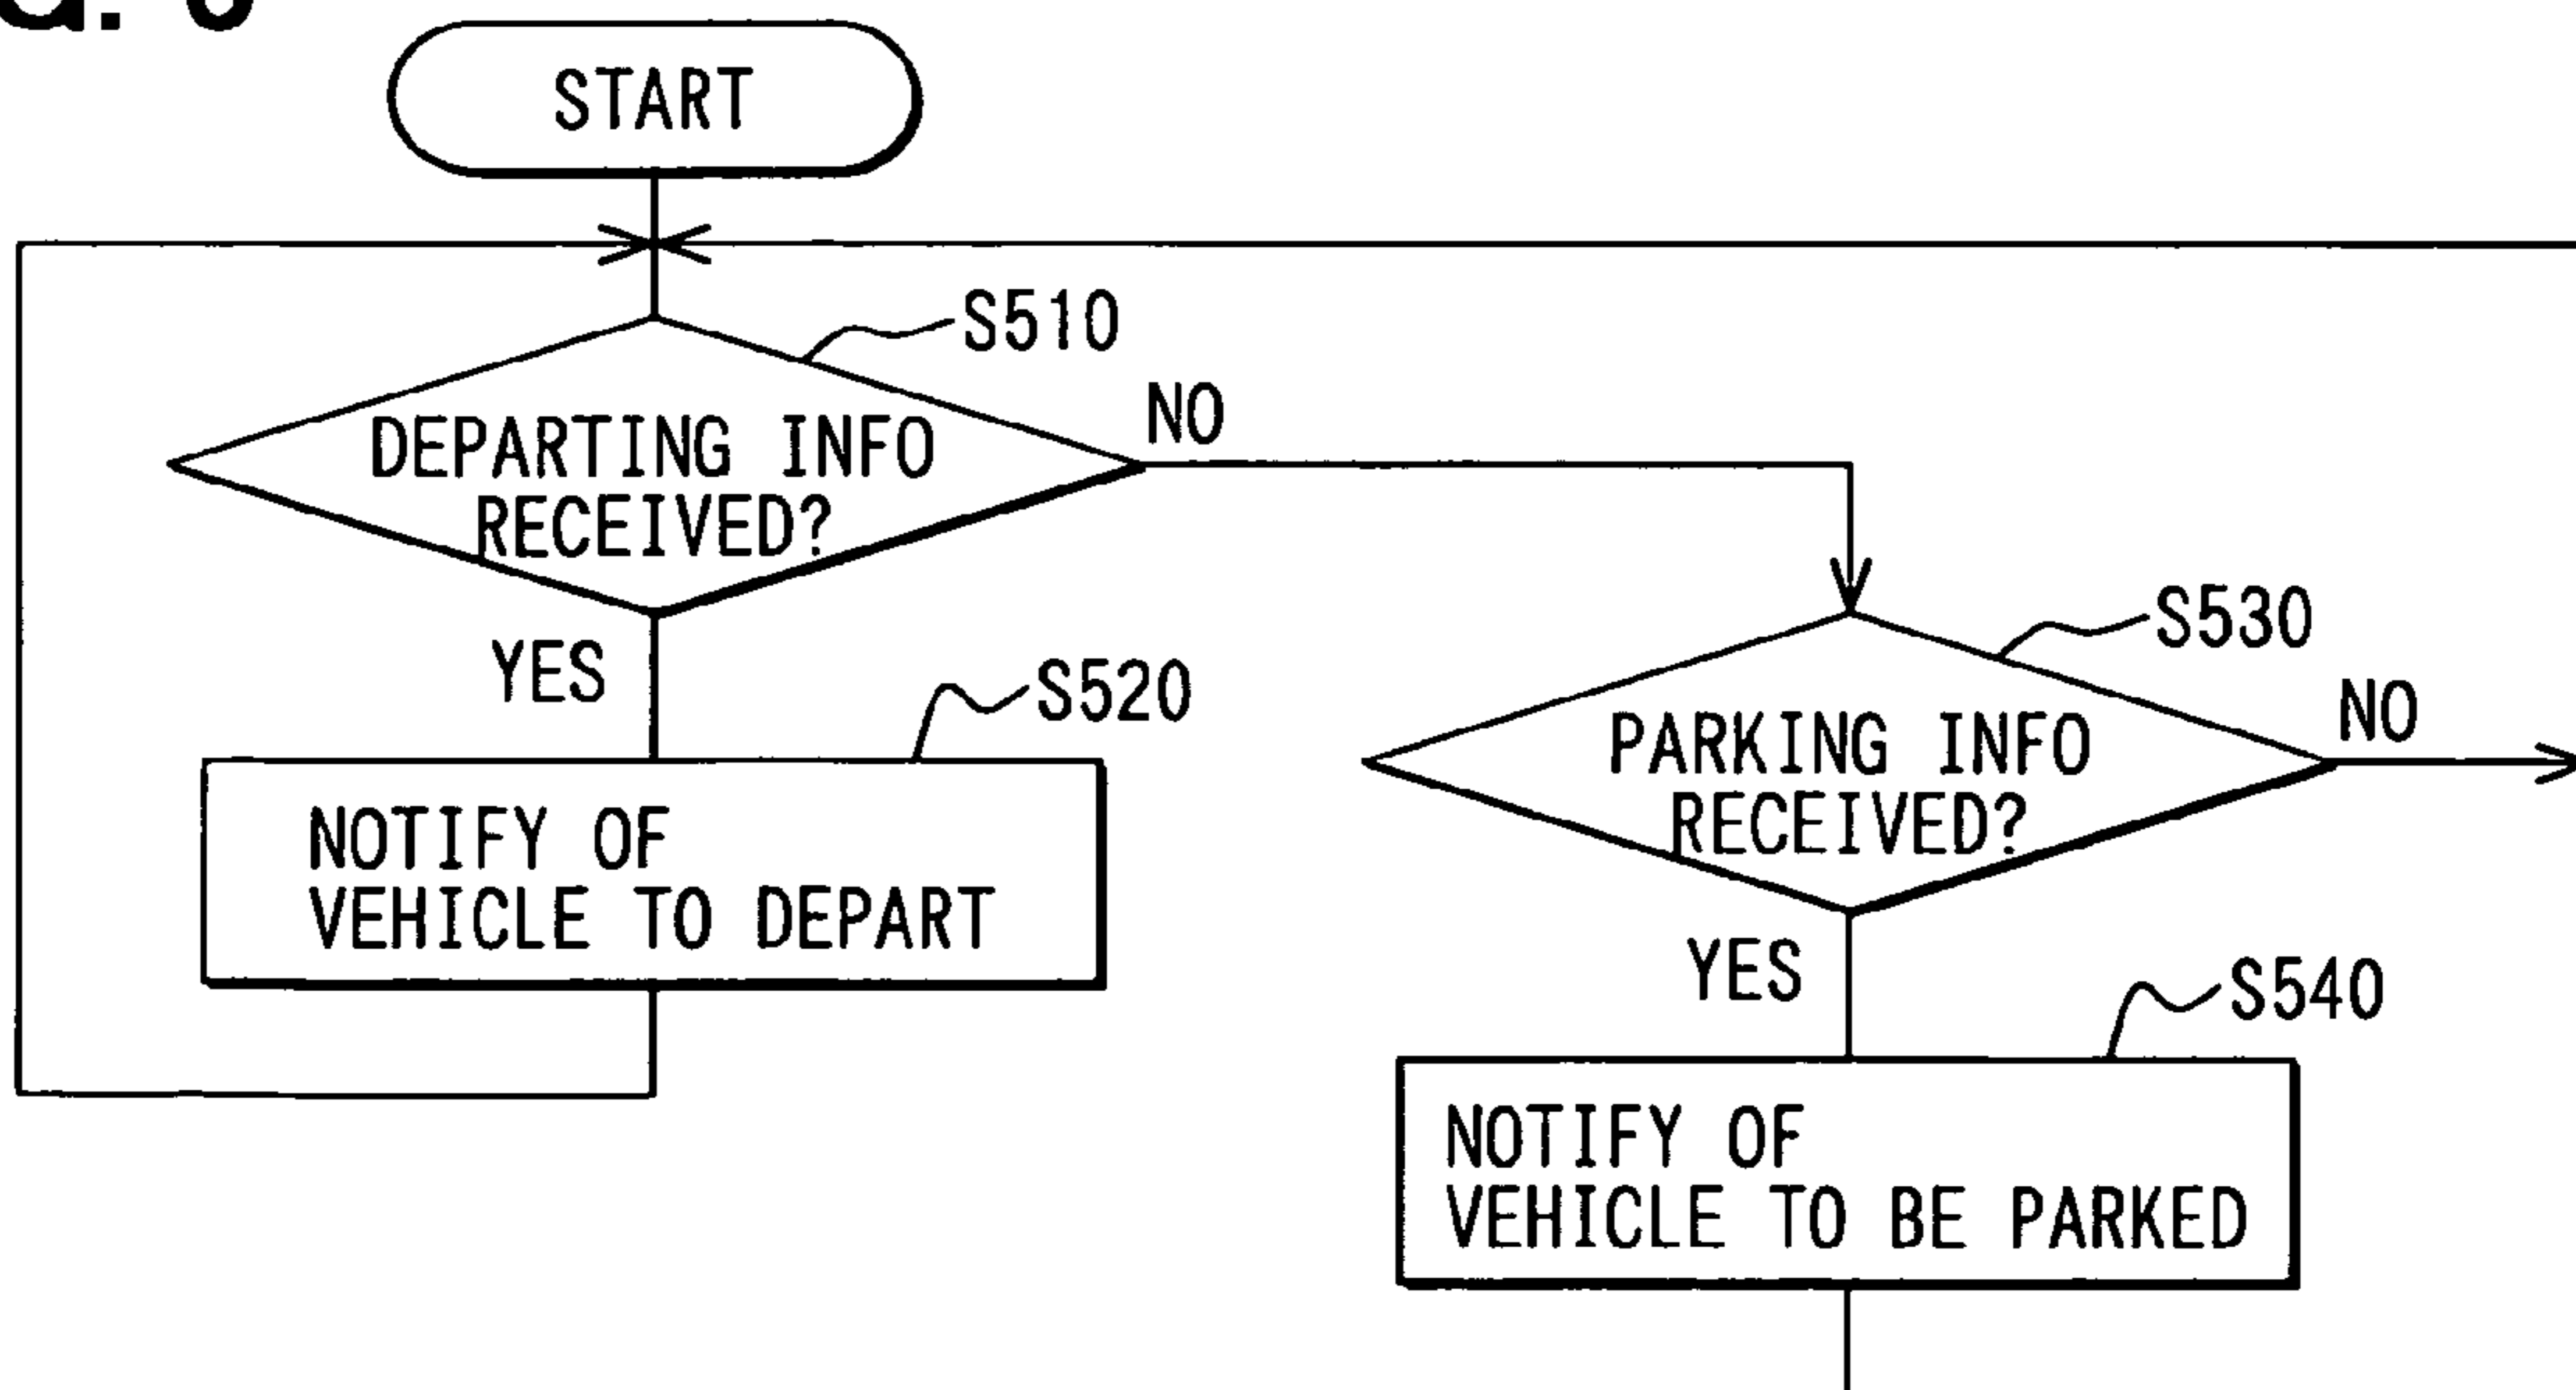 START
S510
DEPARTING INFO
RECEIVED?
NO
YES
S520
NOTIFY OF
VEHICLE TO DEPART
S530
PARKING INFO
RECEIVED?
NO
YES
S540
NOTIFY OF
VEHICLE TO BE PARKED